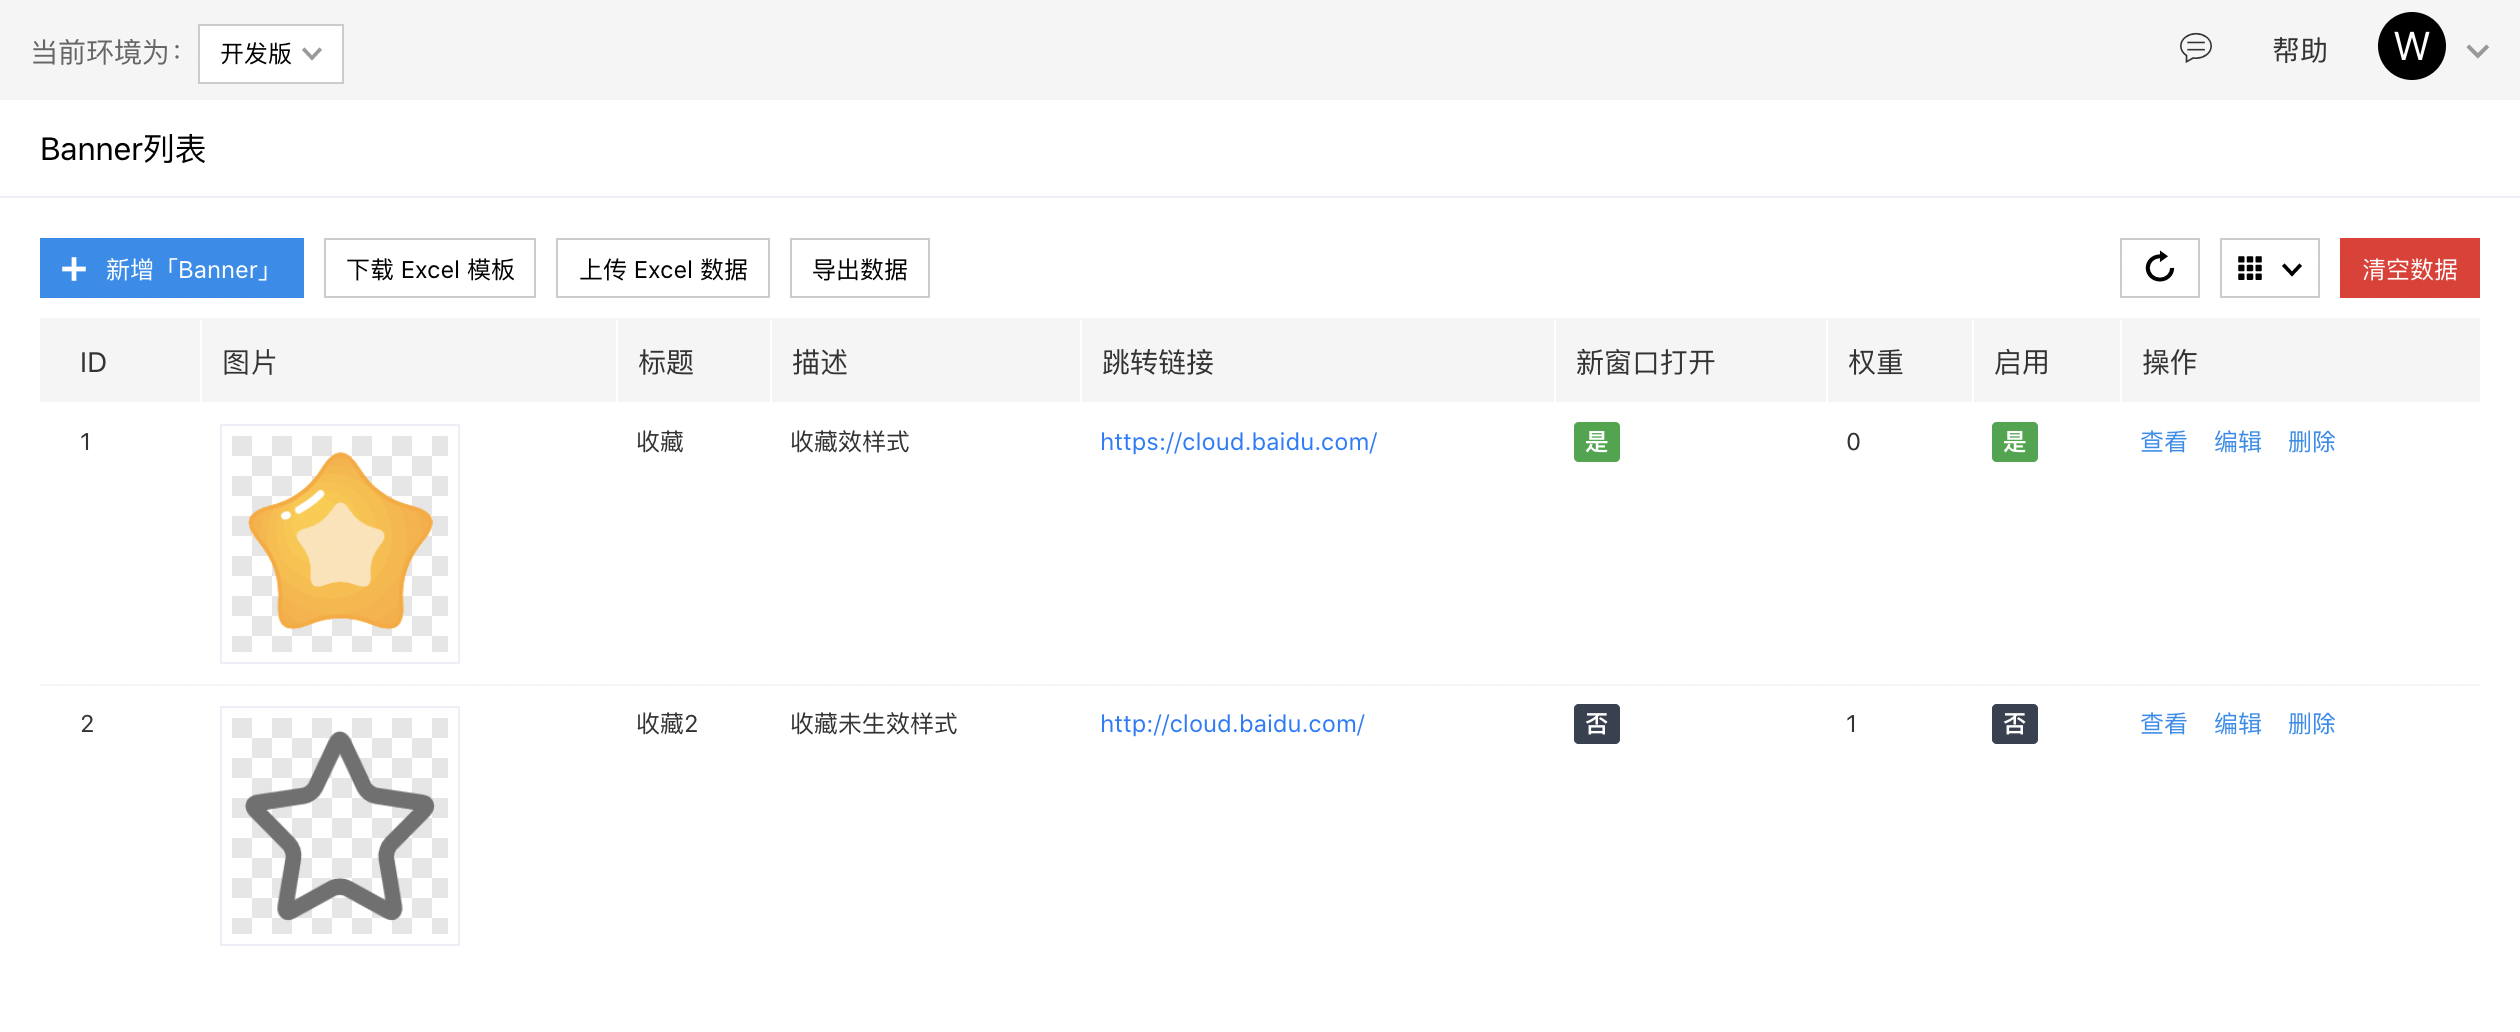 当前环境为： 开发版 帮助 W
Banner列表
新增「Banner」 下载 Excel 模板 上传 Excel 数据 导出数据 清空数据
ID 图片 标题 描述 跳转链接 新窗口打开 权重 启用 操作
1 收藏 收藏效样式 https://cloud.baidu.com/ 是 0 是 查看 编辑 删除
2 收藏2 收藏未生效样式 http://cloud.baidu.com/ 否 1 否 查看 编辑 删除